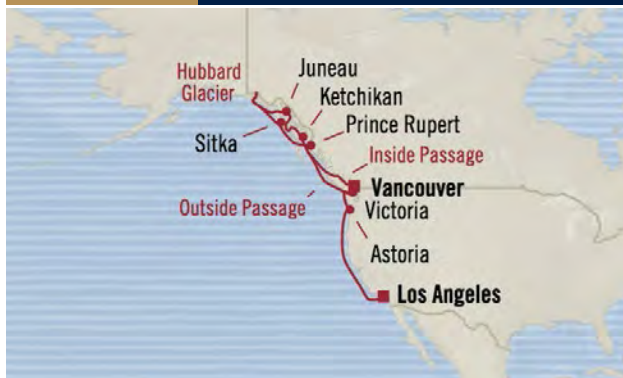 Hubbard
Glacier
Juneau
Ketchikan
Sitka
Prince Rupert
Inside Passage
Vancouver
Outside Passage
Victoria
Astoria
Los Angeles